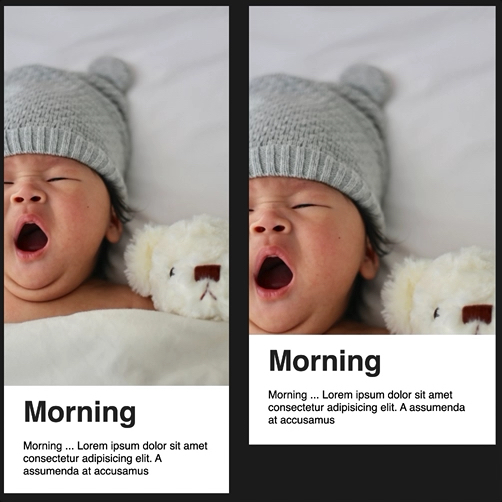 Morning
Morning ... Lorem ipsum dolor sit amet
consectetur adipisicing elit. A
assumenda at accusamus
Morning
Morning ... Lorem ipsum dolor sit amet
consectetur adipisicing elit. A assumenda
at accusamus